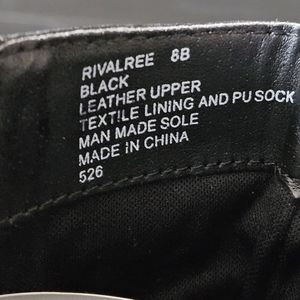 RIVALREE 8B
BLACK
LEATHER UPPER
TEXTILE LINING AND PU SOCK
MAN MADE SOLE
MADE IN CHINA
526